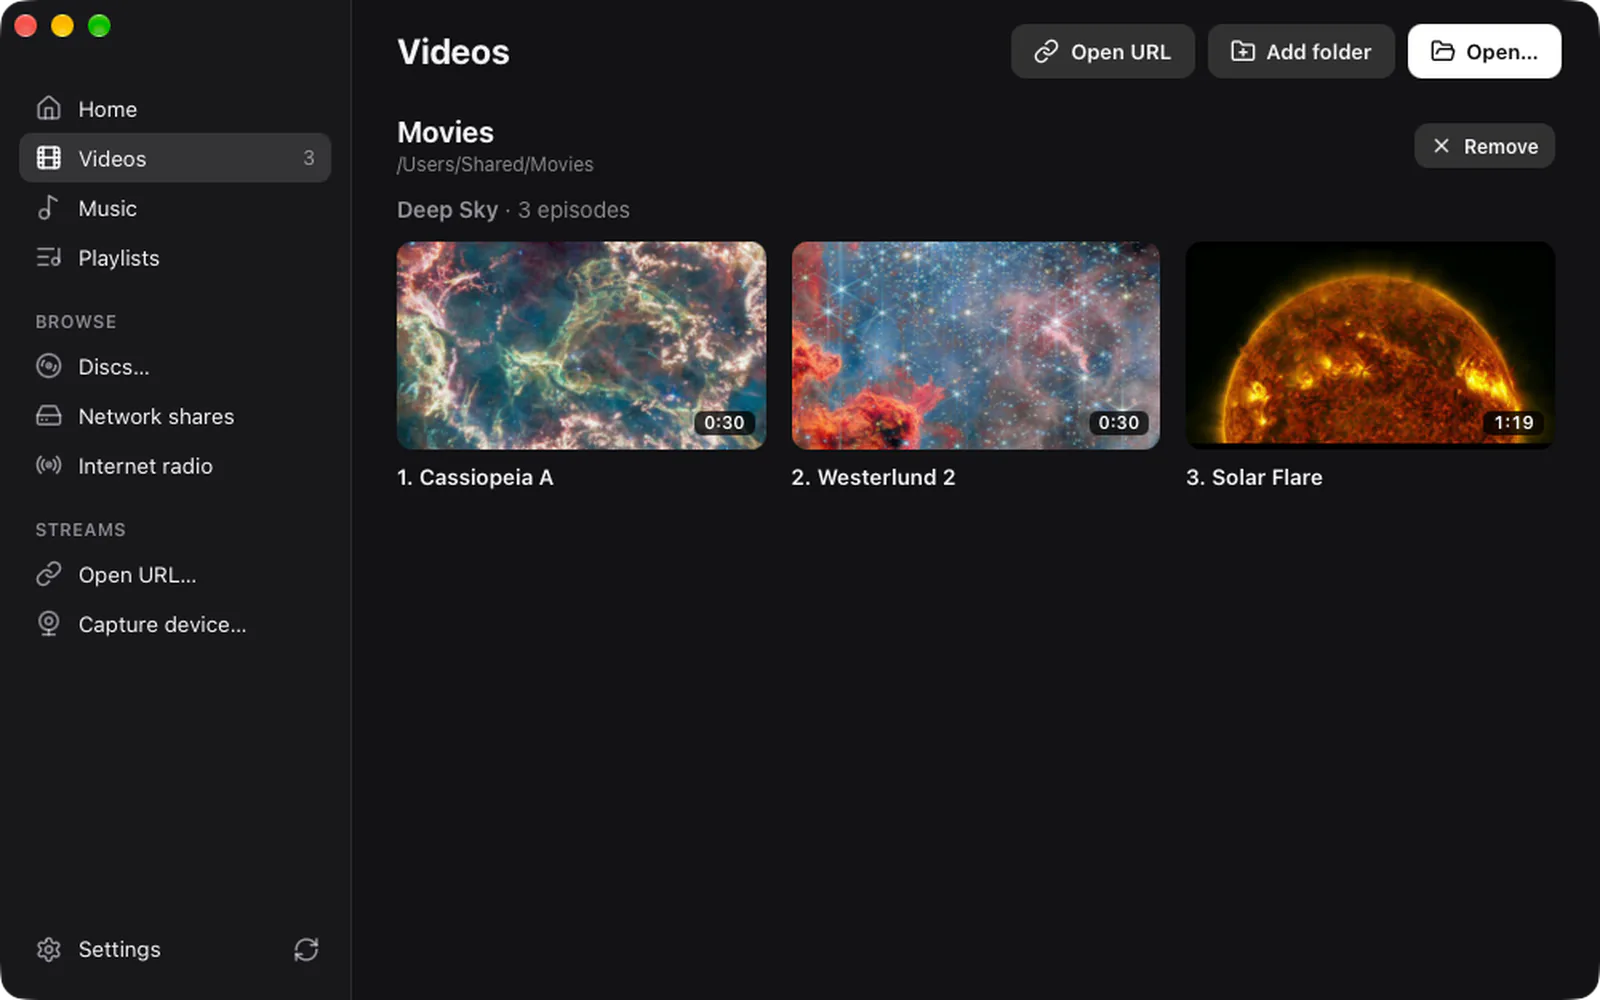 Home
Videos 3
Music
Playlists
BROWSE
Discs...
Network shares
Internet radio
STREAMS
Open URL...
Capture device...
Settings
Videos
Open URL
Add folder
Open...
Movies
/Users/Shared/Movies
Remove
Deep Sky · 3 episodes
0:30
0:30
1:19
1. Cassiopeia A
2. Westerlund 2
3. Solar Flare